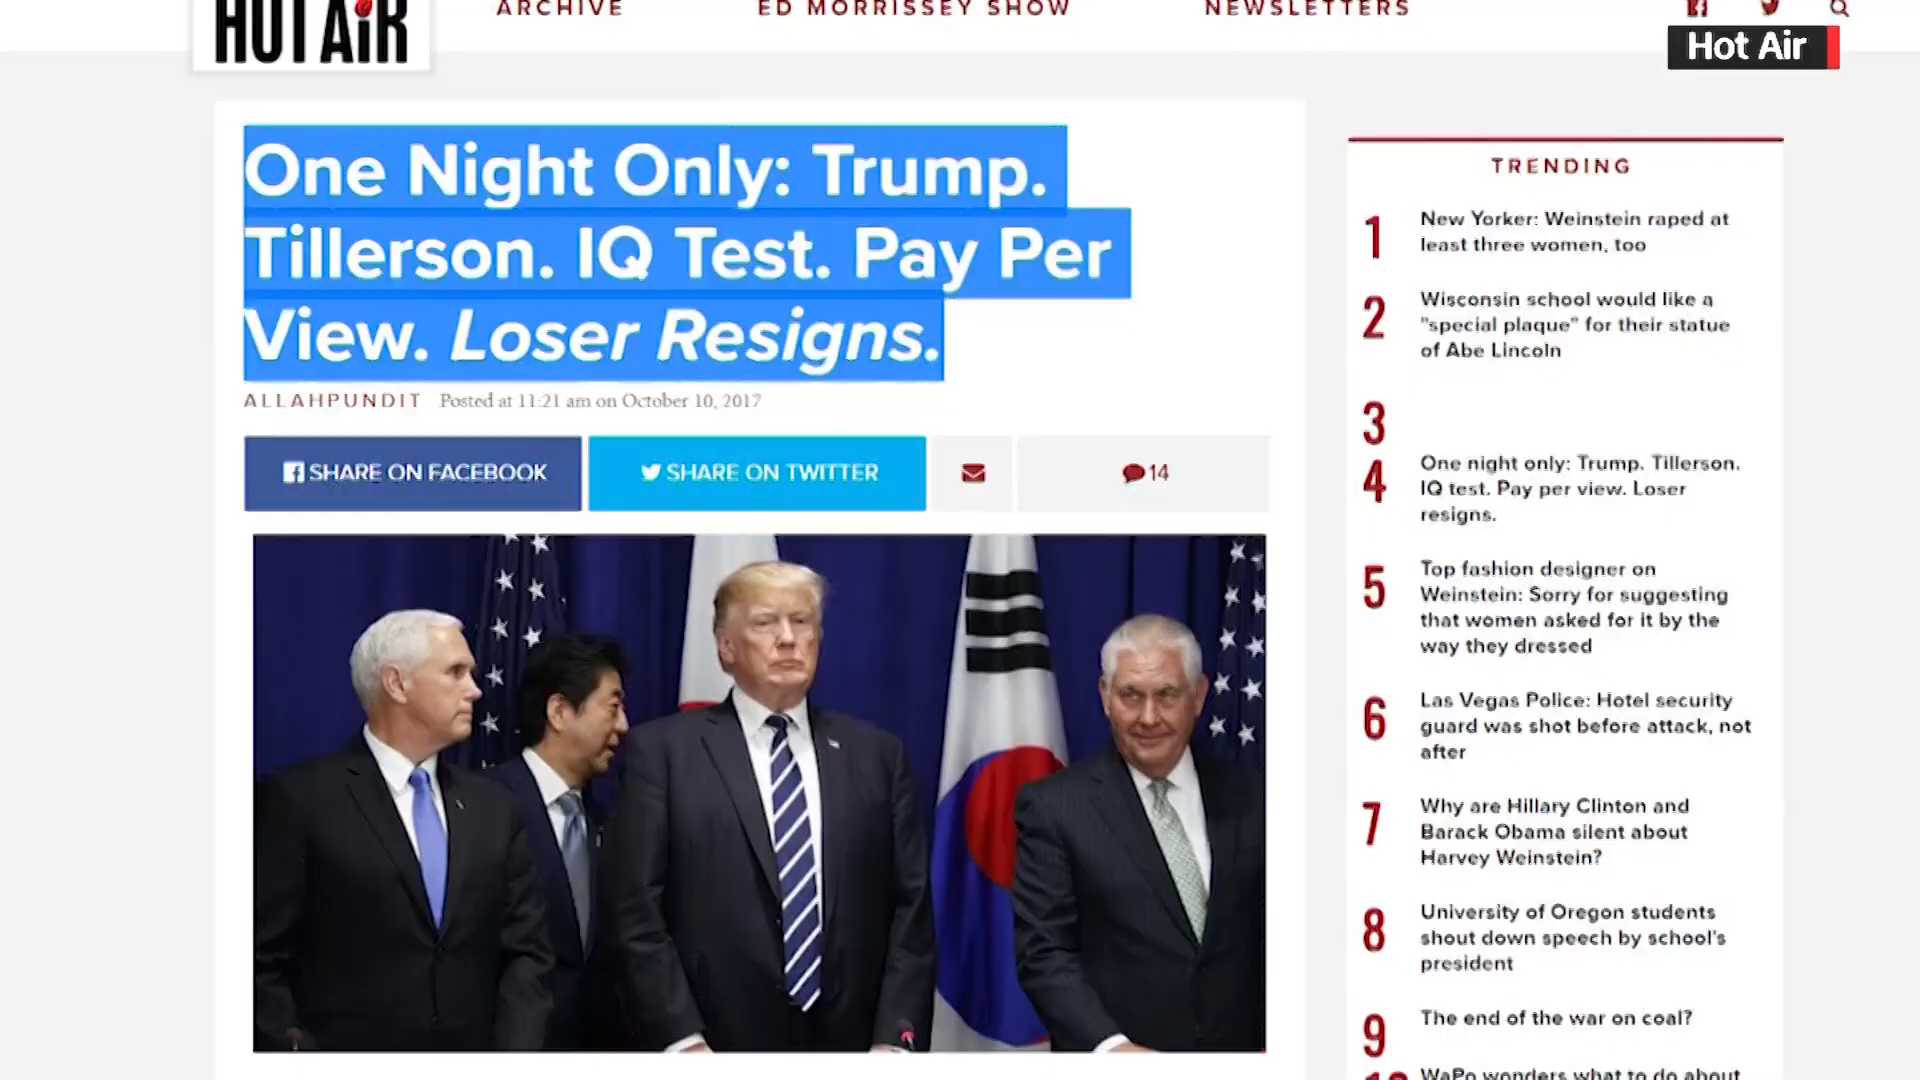 HOT AiR
ARCHIVE
ED MORRISSEY SHOW
NEWSLETTERS
Hot Air
One Night Only: Trump.
Tillerson. IQ Test. Pay Per
View. Loser Resigns.
ALLAHPUNDIT Posted at 11:21 am on October 10, 2017
SHARE ON FACEBOOK
SHARE ON TWITTER
14
TRENDING
1
New Yorker: Weinstein raped at
least three women, too
2
Wisconsin school would like a
"special plaque" for their statue
of Abe Lincoln
3
4
One night only: Trump. Tillerson.
IQ test. Pay per view. Loser
resigns.
5
Top fashion designer on
Weinstein: Sorry for suggesting
that women asked for it by the
way they dressed
6
Las Vegas Police: Hotel security
guard was shot before attack, not
after
7
Why are Hillary Clinton and
Barack Obama silent about
Harvey Weinstein?
8
University of Oregon students
shout down speech by school's
president
9
The end of the war on coal?
10
WaPo wonders what to do about